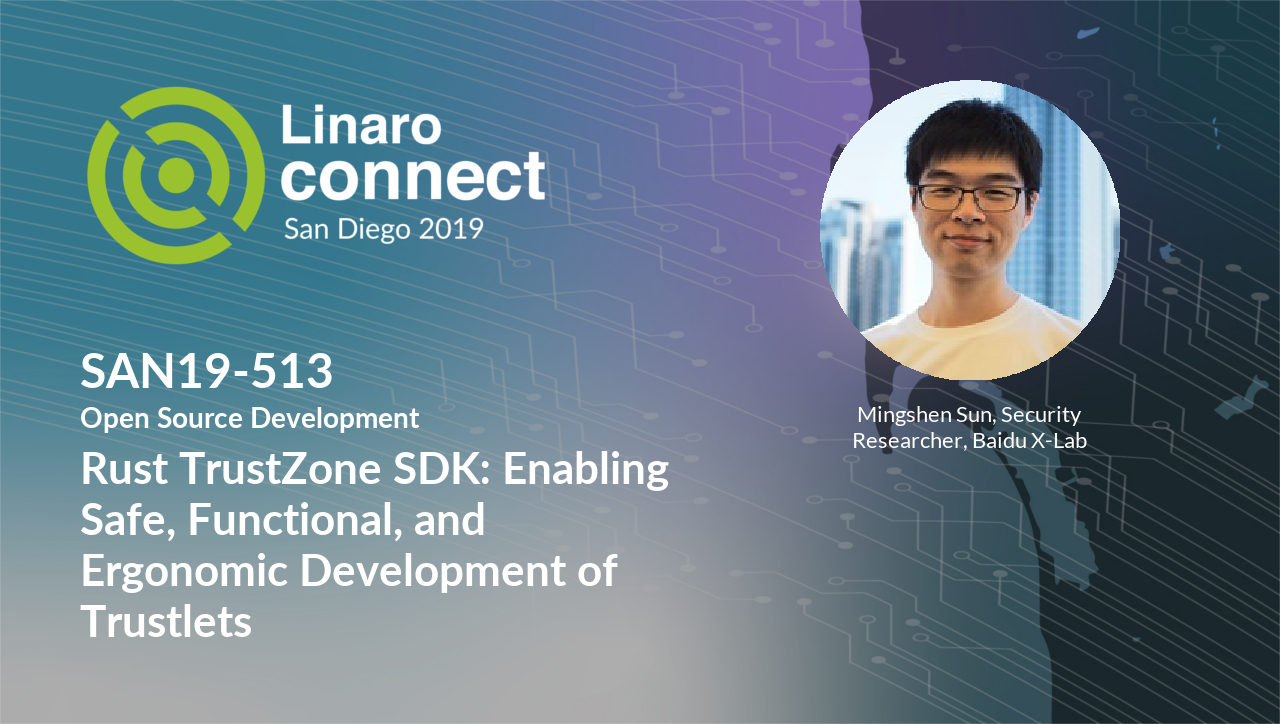 Linaro
connect
San Diego 2019
SAN19-513
Open Source Development
Rust TrustZone SDK: Enabling
Safe, Functional, and
Ergonomic Development of
Trustlets
Mingshen Sun, Security
Researcher, Baidu X-Lab